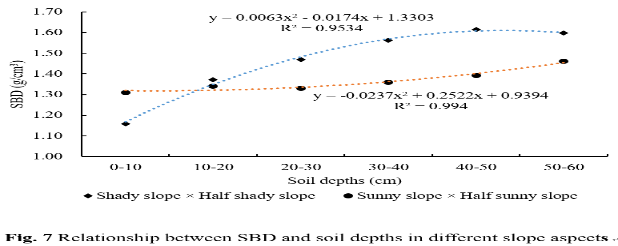 1.70
y = 0.0063x² - 0.0174x + 1.3303
R² = 0.9534
1.60
1.50
1.40
1.30
1.20
1.10
1.00
SBD (g/cm³)
y = -0.0237x² + 0.2522x + 0.9394
R² = 0.994
0-10 10-20 20-30 30-40 40-50 50-60
Soil depths (cm)
Shady slope × Half shady slope Sunny slope × Half sunny slope
Fig. 7 Relationship between SBD and soil depths in different slope aspects